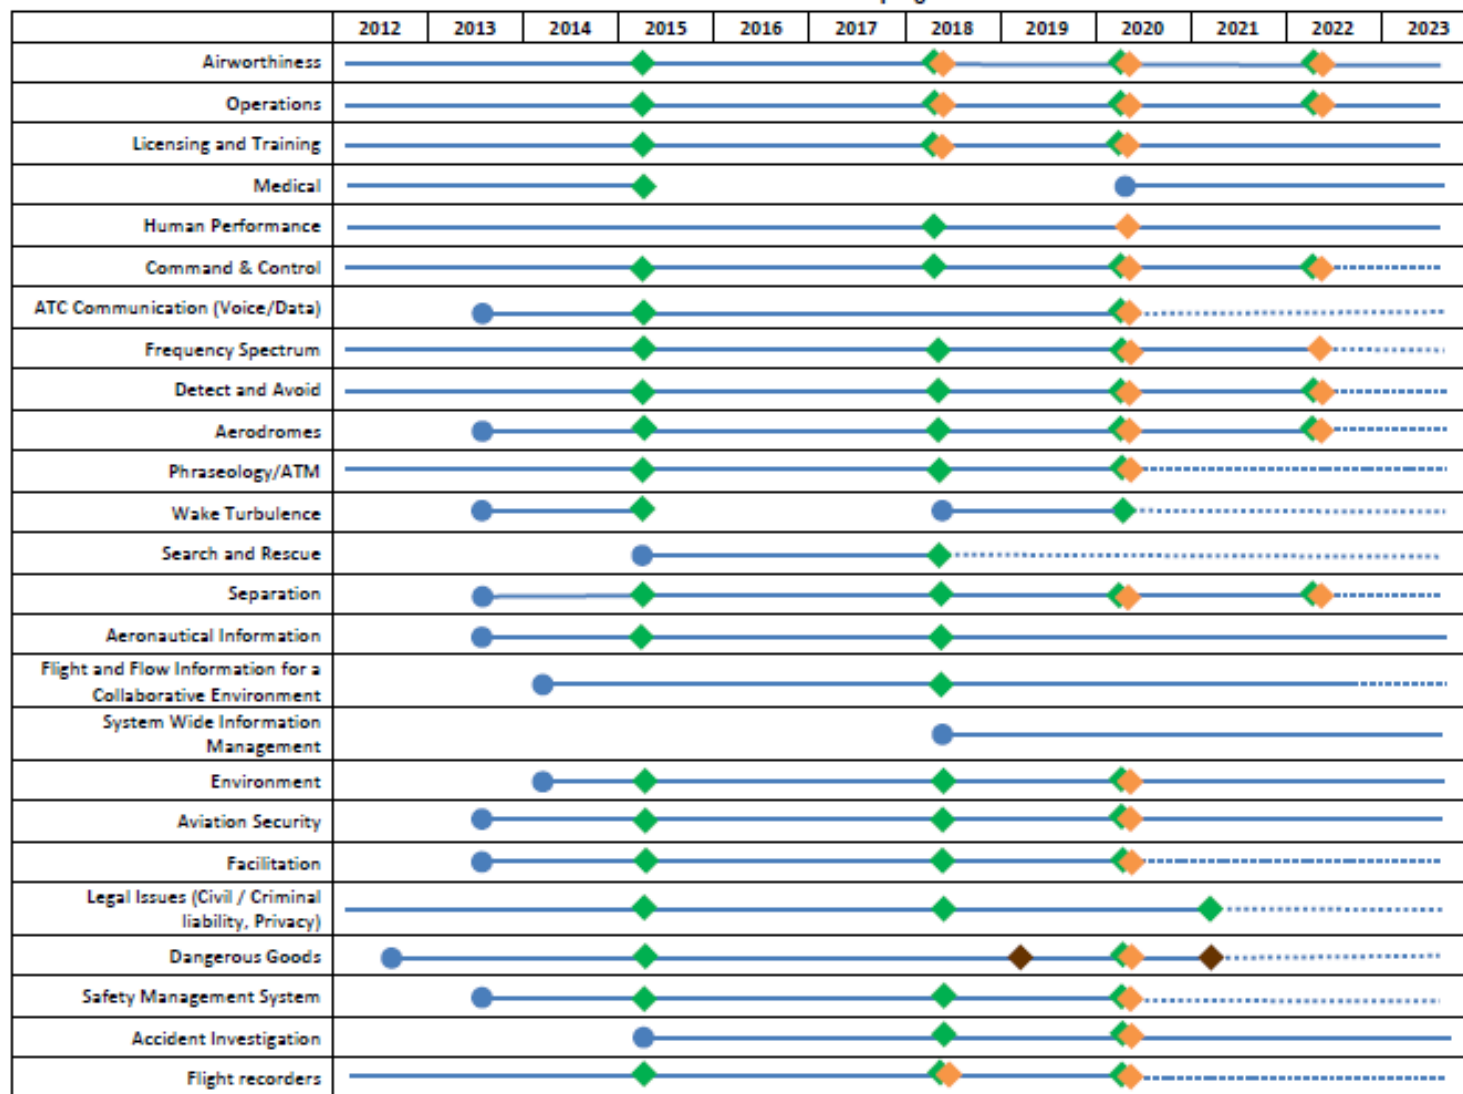 2012 2013 2014 2015 2016 2017 2018 2019 2020 2021 2022 2023
Airworthiness
Operations
Licensing and Training
Medical
Human Performance
Command & Control
ATC Communication (Voice/Data)
Frequency Spectrum
Detect and Avoid
Aerodromes
Phraseology/ATM
Wake Turbulence
Search and Rescue
Separation
Aeronautical Information
Flight and Flow Information for a
Collaborative Environment
System Wide Information
Management
Environment
Aviation Security
Facilitation
Legal Issues (Civil / Criminal
liability, Privacy)
Dangerous Goods
Safety Management System
Accident Investigation
Flight recorders